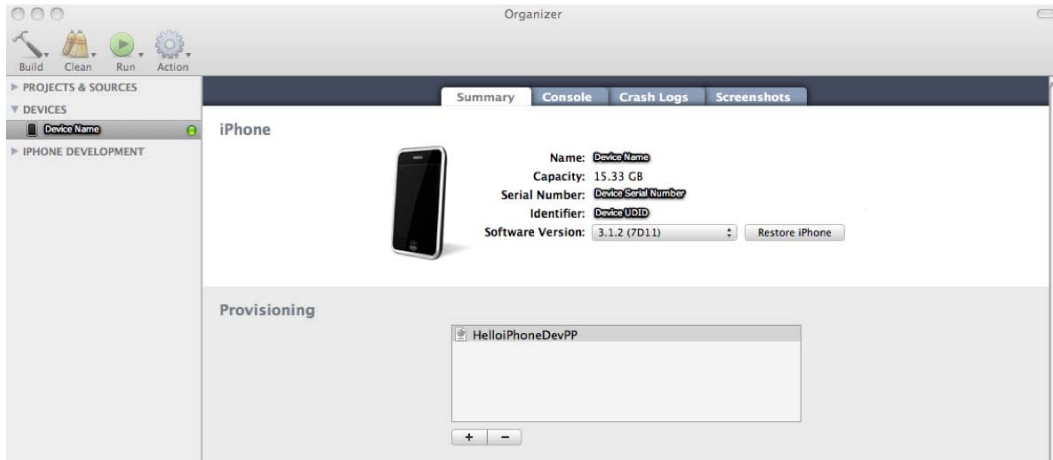 Organizer
Build Clean Run Action
PROJECTS & SOURCES
DEVICES
Device Name
IPHONE DEVELOPMENT
Summary Console Crash Logs Screenshots
iPhone
Name: Device Name
Capacity: 15.33 GB
Serial Number: Device Serial Number
Identifier: Device UDID
Software Version: 3.1.2 (7D11) Restore iPhone
Provisioning
HelloiPhoneDevPP
+ −